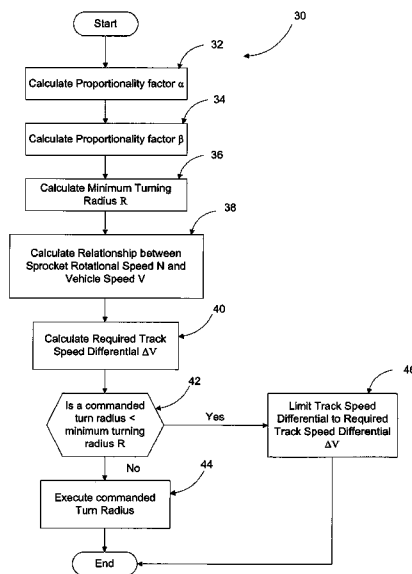 Start
30
32
Calculate Proportionality factor α
34
Calculate Proportionality factor β
36
Calculate Minimum Turning
Radius R
38
Calculate Relationship between
Sprocket Rotational Speed N and
Vehicle Speed V
40
Calculate Required Track
Speed Differential ΔV
42
Is a commanded
turn radius <
minimum turning
radius R
Yes
46
Limit Track Speed
Differential to Required
Track Speed Differential
ΔV
No
44
Execute commanded
Turn Radius
End